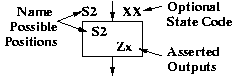 Name
Possible
Positions
S2
XX
Optional
State Code
S2
Zx
Asserted
Outputs